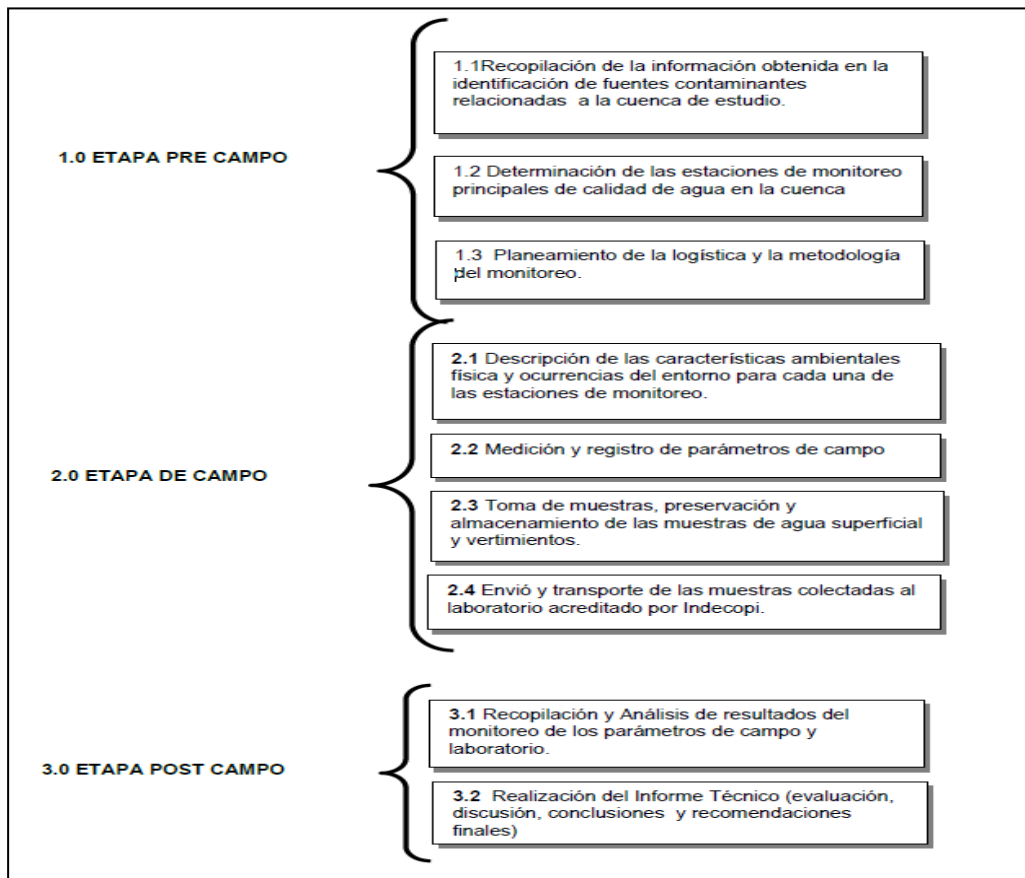 1.0 ETAPA PRE CAMPO
1.1Recopilación de la información obtenida en la
identificación de fuentes contaminantes
relacionadas a la cuenca de estudio.
1.2 Determinación de las estaciones de monitoreo
principales de calidad de agua en la cuenca
1.3 Planeamiento de la logística y la metodología
del monitoreo.
2.0 ETAPA DE CAMPO
2.1 Descripción de las características ambientales
física y ocurrencias del entorno para cada una de
las estaciones de monitoreo.
2.2 Medición y registro de parámetros de campo
2.3 Toma de muestras, preservación y
almacenamiento de las muestras de agua superficial
y vertimientos.
2.4 Envió y transporte de las muestras colectadas al
laboratorio acreditado por Indecopi.
3.0 ETAPA POST CAMPO
3.1 Recopilación y Análisis de resultados del
monitoreo de los parámetros de campo y
laboratorio.
3.2 Realización del Informe Técnico (evaluación,
discusión, conclusiones y recomendaciones
finales)